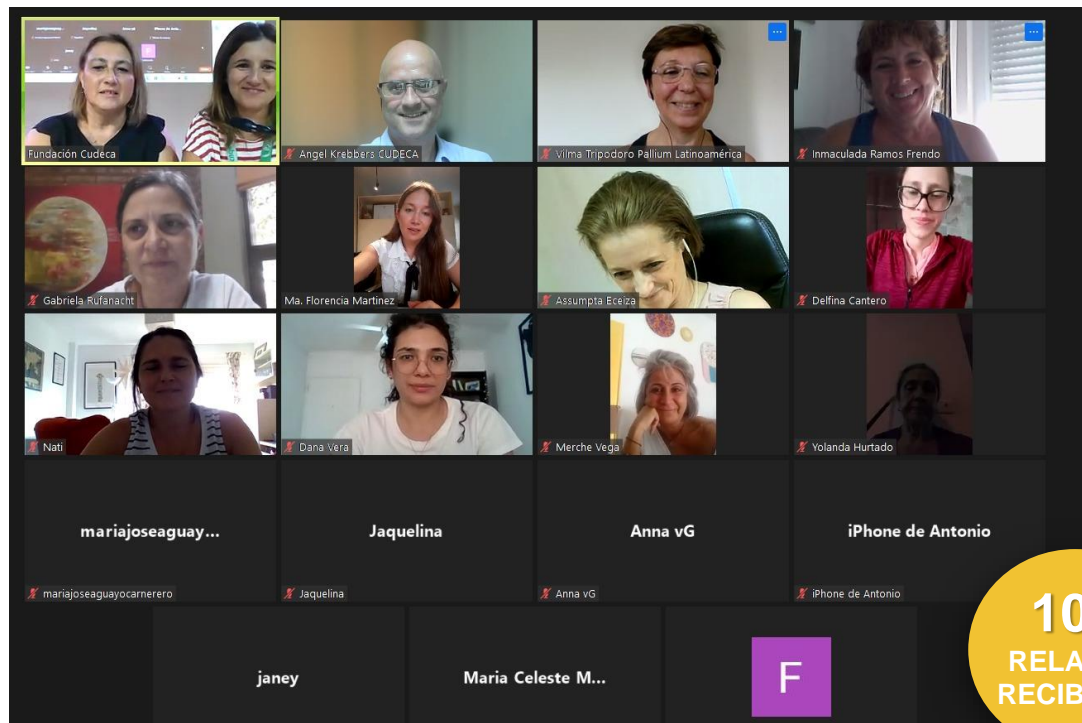 Fundación Cudeca
Angel Krebbers CUDECA
Vilma Tripodoro Pallium Latinoamérica
Inmaculada Ramos Frendo
Gabriela Rufanacht
Ma. Florencia Martinez
Assumpta Eceiza
Delfina Cantero
Nati
Dana Vera
Merche Vega
Yolanda Hurtado
mariajoseaguay...
Jaquelina
Anna vG
iPhone de Antonio
mariajoseaguayocarnerero
Jaquelina
Anna vG
iPhone de Antonio
janey
Maria Celeste M...
F
10
RELA
RECIB